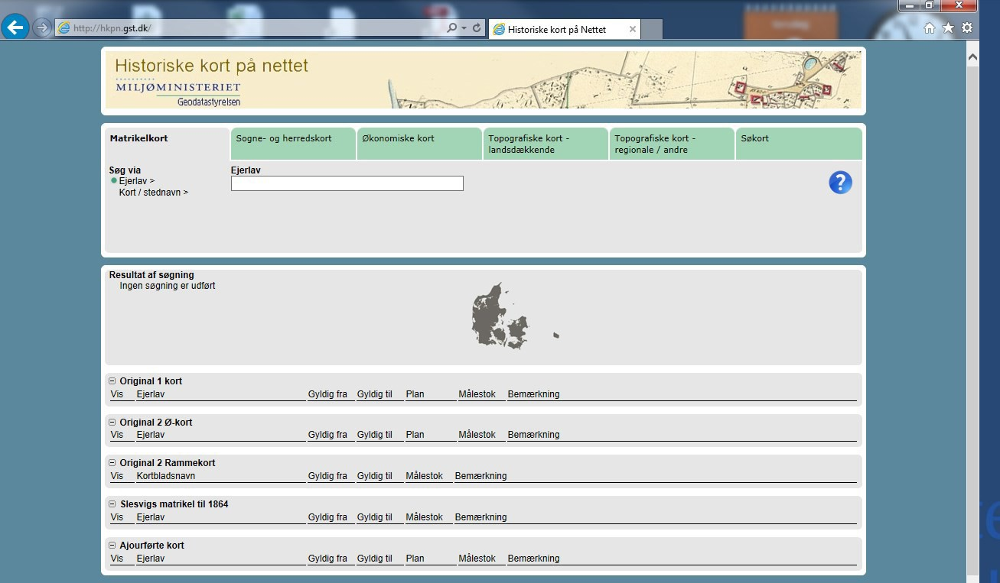 http://hkpn.gst.dk/
Historiske kort på Nettet
Historiske kort på nettet
MILJØMINISTERIET
Geodatastyrelsen
Matrikelkort
Sogne- og herredskort
Økonomiske kort
Topografiske kort - landsdækkende
Topografiske kort - regionale / andre
Søkort
Søg via
Ejerlav >
Kort / stednavn >
Ejerlav
?
Resultat af søgning
Ingen søgning er udført
Original 1 kort
Vis Ejerlav Gyldig fra Gyldig til Plan Målestok Bemærkning
Original 2 Ø-kort
Vis Ejerlav Gyldig fra Gyldig til Plan Målestok Bemærkning
Original 2 Rammekort
Vis Kortbladsnavn Gyldig fra Gyldig til Målestok Bemærkning
Slesvigs matrikel til 1864
Vis Ejerlav Gyldig fra Gyldig til Målestok Bemærkning
Ajourførte kort
Vis Ejerlav Gyldig fra Gyldig til Plan Målestok Bemærkning